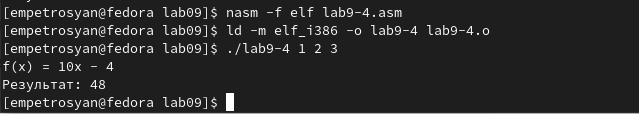 [empetrosyan@fedora lab09]$ nasm -f elf lab9-4.asm
[empetrosyan@fedora lab09]$ ld -m elf_i386 -o lab9-4 lab9-4.o
[empetrosyan@fedora lab09]$ ./lab9-4 1 2 3
f(x) = 10x - 4
Результат: 48
[empetrosyan@fedora lab09]$